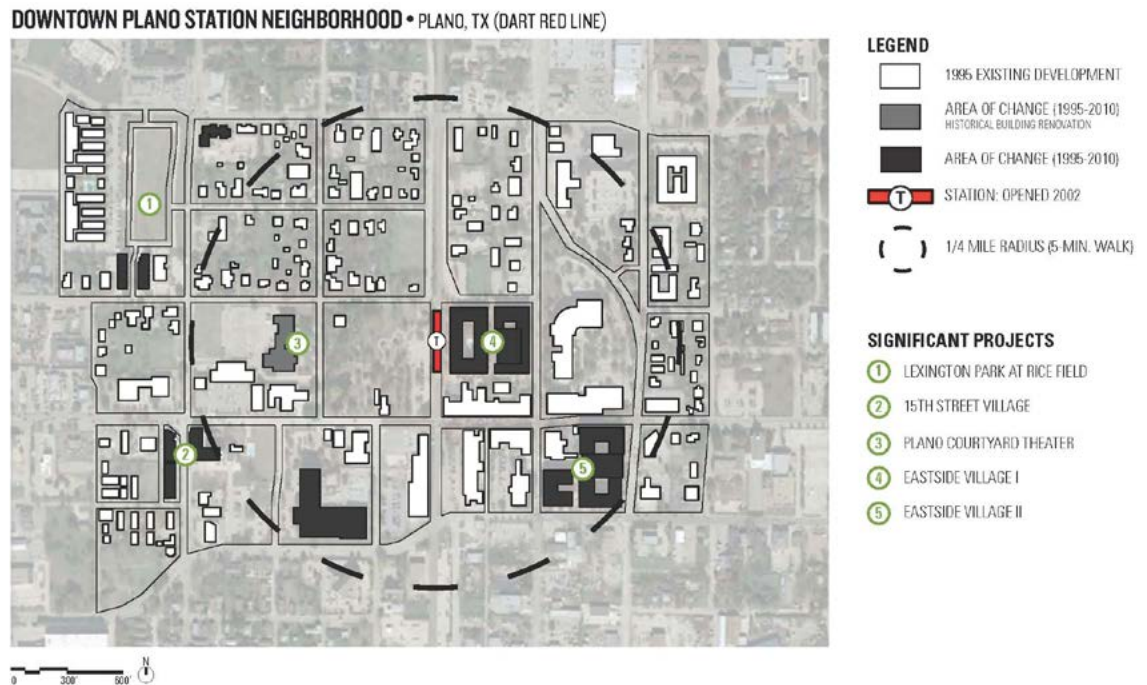 DOWNTOWN PLANO STATION NEIGHBORHOOD • PLANO, TX (DART RED LINE)
LEGEND
1995 EXISTING DEVELOPMENT
AREA OF CHANGE (1995-2010)
HISTORICAL BUILDING RENOVATION
AREA OF CHANGE (1995-2010)
T STATION: OPENED 2002
1/4 MILE RADIUS (5-MIN. WALK)
SIGNIFICANT PROJECTS
1 LEXINGTON PARK AT RICE FIELD
2 15TH STREET VILLAGE
3 PLANO COURTYARD THEATER
4 EASTSIDE VILLAGE I
5 EASTSIDE VILLAGE II
1
3
T
4
2
5
N
0 300' 600'